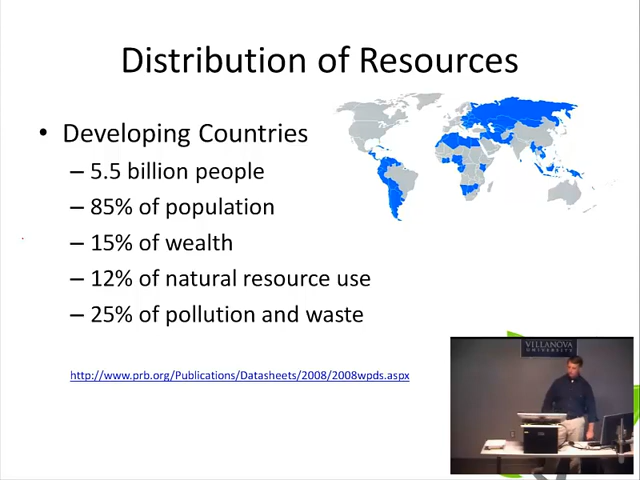 Distribution of Resources
• Developing Countries
– 5.5 billion people
– 85% of population
– 15% of wealth
– 12% of natural resource use
– 25% of pollution and waste
http://www.prb.org/Publications/Datasheets/2008/2008wpds.aspx
VILLANOVA
UNIVERSITY